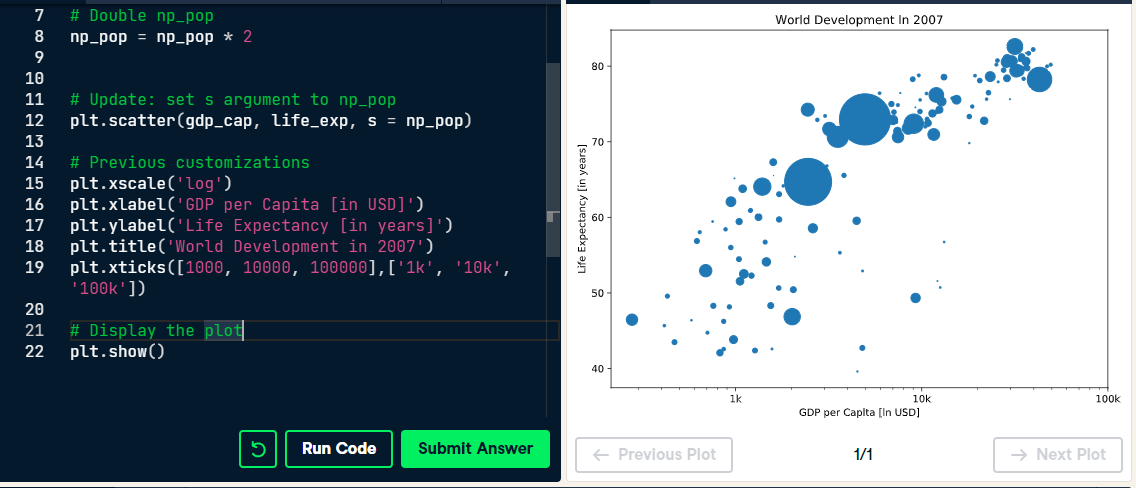 7 # Double np_pop
8 np_pop = np_pop * 2
9
10
11 # Update: set s argument to np_pop
12 plt.scatter(gdp_cap, life_exp, s = np_pop)
13
14 # Previous customizations
15 plt.xscale('log')
16 plt.xlabel('GDP per Capita [in USD]')
17 plt.ylabel('Life Expectancy [in years]')
18 plt.title('World Development in 2007')
19 plt.xticks([1000, 10000, 100000],['1k', '10k',
'100k'])
20
21 # Display the plot
22 plt.show()
Run Code
Submit Answer
World Development In 2007
Life Expectancy [in years]
80
70
60
50
40
1k
10k
100k
GDP per Capita [in USD]
Previous Plot
1/1
Next Plot